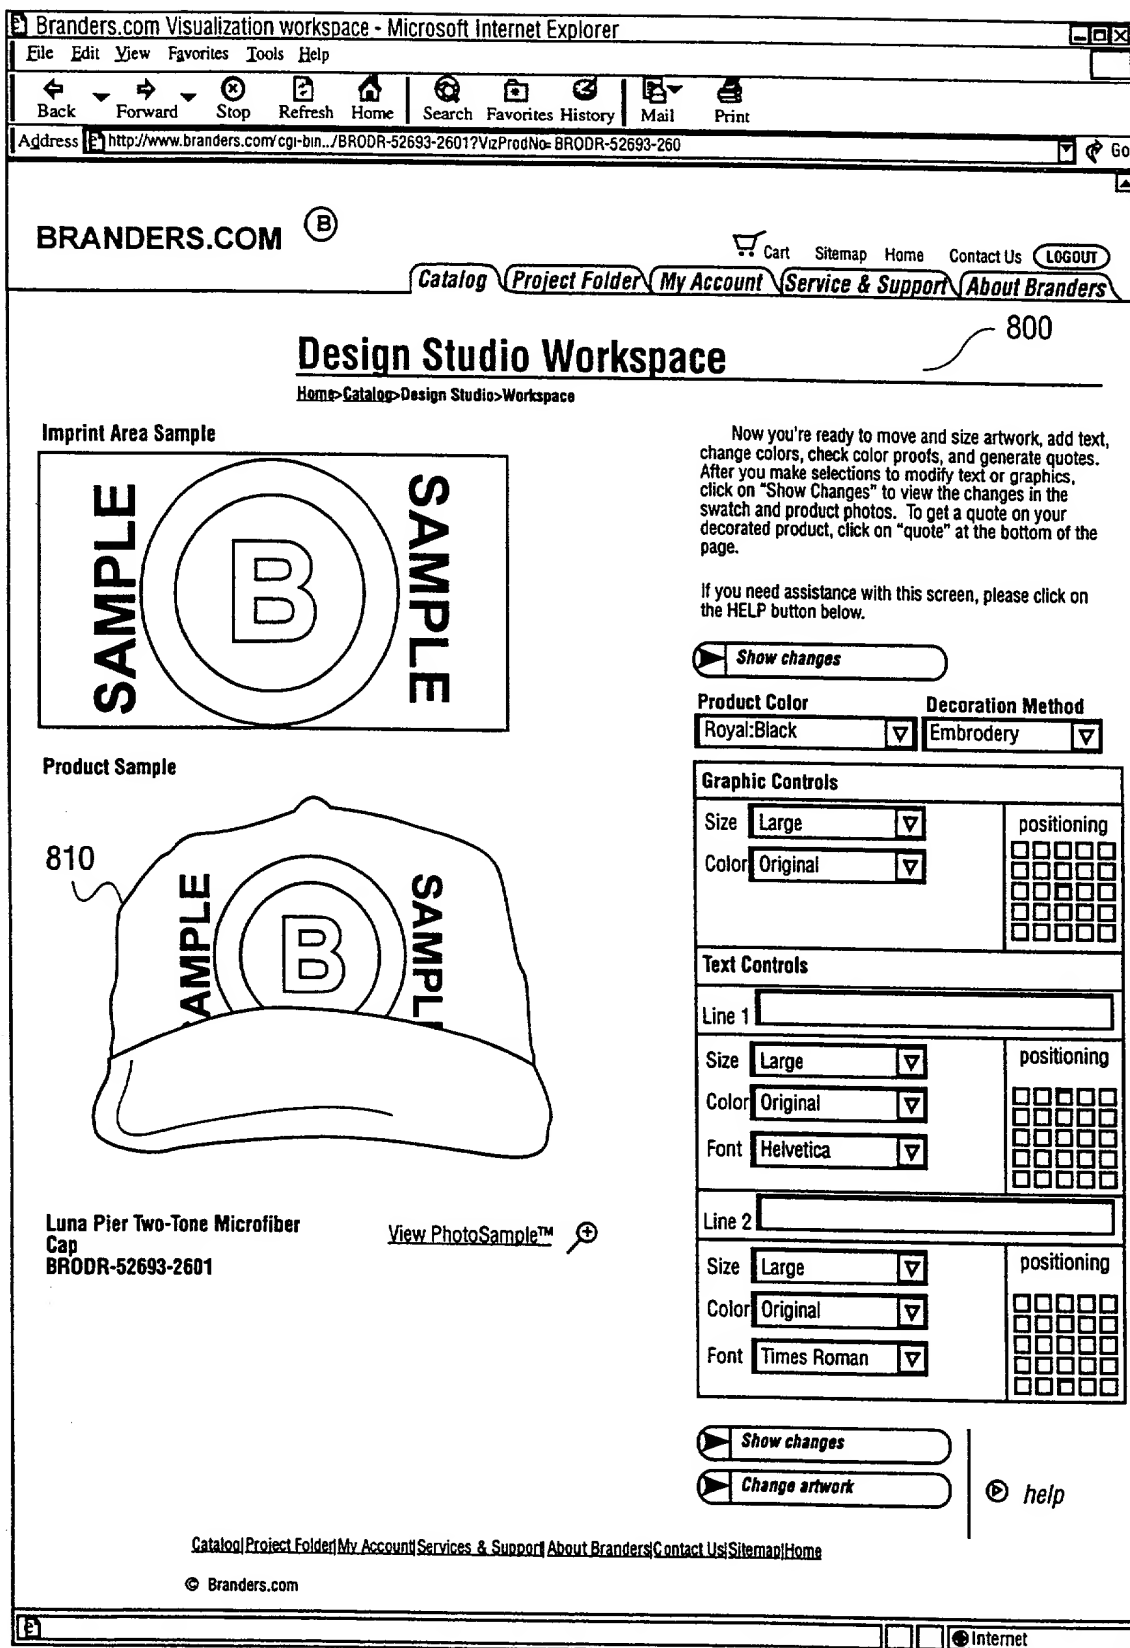 Branders.com Visualization workspace - Microsoft Internet Explorer
File Edit View Favorites Tools Help
Back Forward Stop Refresh Home Search Favorites History Mail Print
Address http://www.branders.com/cgi-bin../BRODR-52693-2601?VizProdNo=BRODR-52693-260 Go
BRANDERS.COM B
Cart Sitemap Home Contact Us LOGOUT
Catalog Project Folder My Account Service & Support About Branders
800
Design Studio Workspace
Home>Catalog>Design Studio>Workspace
Imprint Area Sample
SAMPLE B SAMPLE
Product Sample
810
AMPLE B SAMPL
Luna Pier Two-Tone Microfiber
Cap
BRODR-52693-2601
View PhotoSample™
Now you're ready to move and size artwork, add text,
change colors, check color proofs, and generate quotes.
After you make selections to modify text or graphics,
click on "Show Changes" to view the changes in the
swatch and product photos. To get a quote on your
decorated product, click on "quote" at the bottom of the
page.
If you need assistance with this screen, please click on
the HELP button below.
Show changes
Product Color Decoration Method
Royal:Black Embrodery
Graphic Controls
Size Large positioning
Color Original
Text Controls
Line 1
Size Large positioning
Color Original
Font Helvetica
Line 2
Size Large positioning
Color Original
Font Times Roman
Show changes
Change artwork
help
Catalog|Project Folder|My Account|Services & Support|About Branders|Contact Us|Sitemap|Home
© Branders.com
Internet